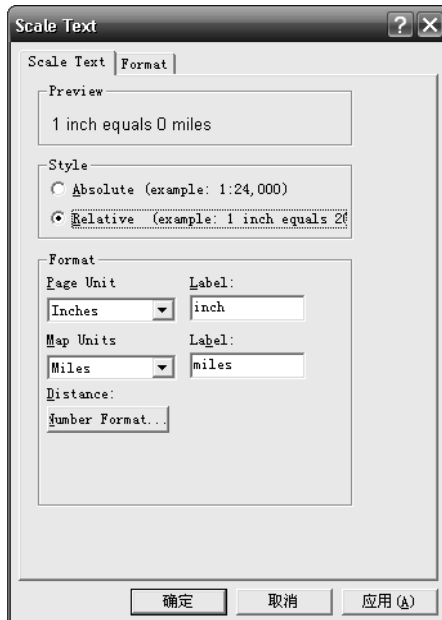 Scale Text
Scale Text Format
Preview
1 inch equals 0 miles
Style
Absolute (example: 1:24,000)
Relative (example: 1 inch equals 20
Format
Page Unit Label:
Inches inch
Map Units Label:
Miles miles
Distance:
Number Format...
确定 取消 应用(A)